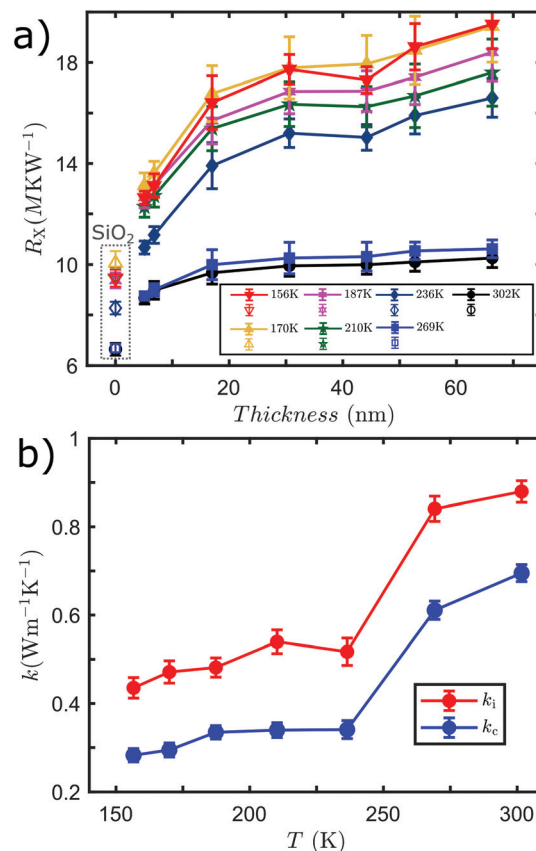 a)
18
14
10
6
R_X(MKW⁻¹)
SiO₂
156K 187K 236K 302K
170K 210K 269K
0 20 40 60
Thickness (nm)
b)
1
0.8
0.6
0.4
0.2
k(Wm⁻¹K⁻¹)
k_i
k_c
150 200 250 300
T (K)